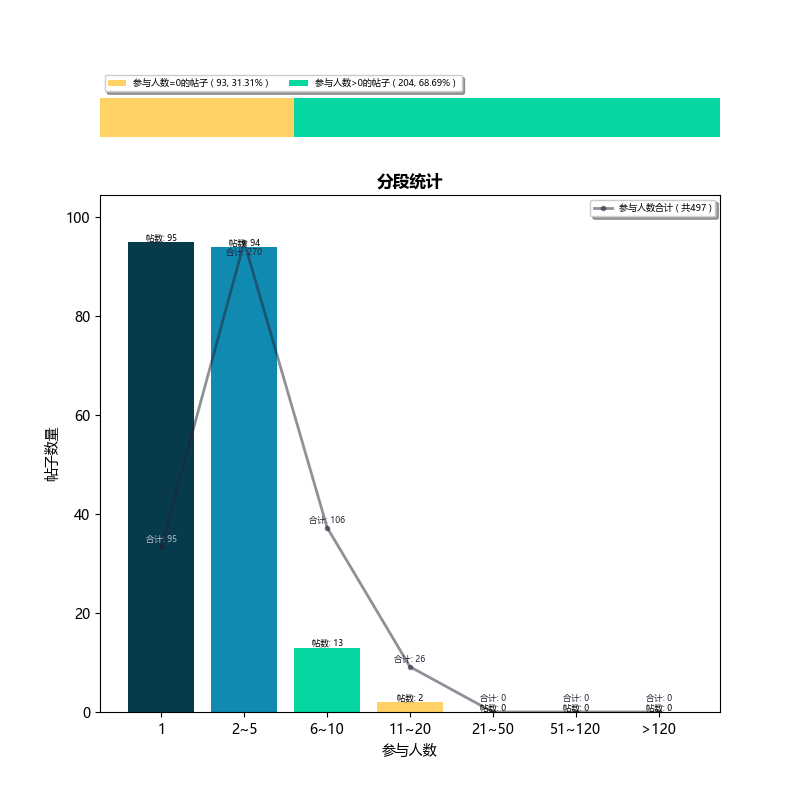 参与人数=0的帖子 ( 93, 31.31% )
参与人数>0的帖子 ( 204, 68.69% )
分段统计
参与人数合计 ( 共497 )
100
80
60
40
20
0
帖子数量
帖数: 95
帖数: 94
合计: 270
合计: 95
合计: 106
帖数: 13
合计: 26
帖数: 2
合计: 0
帖数: 0
合计: 0
帖数: 0
合计: 0
帖数: 0
1
2~5
6~10
11~20
21~50
51~120
>120
参与人数